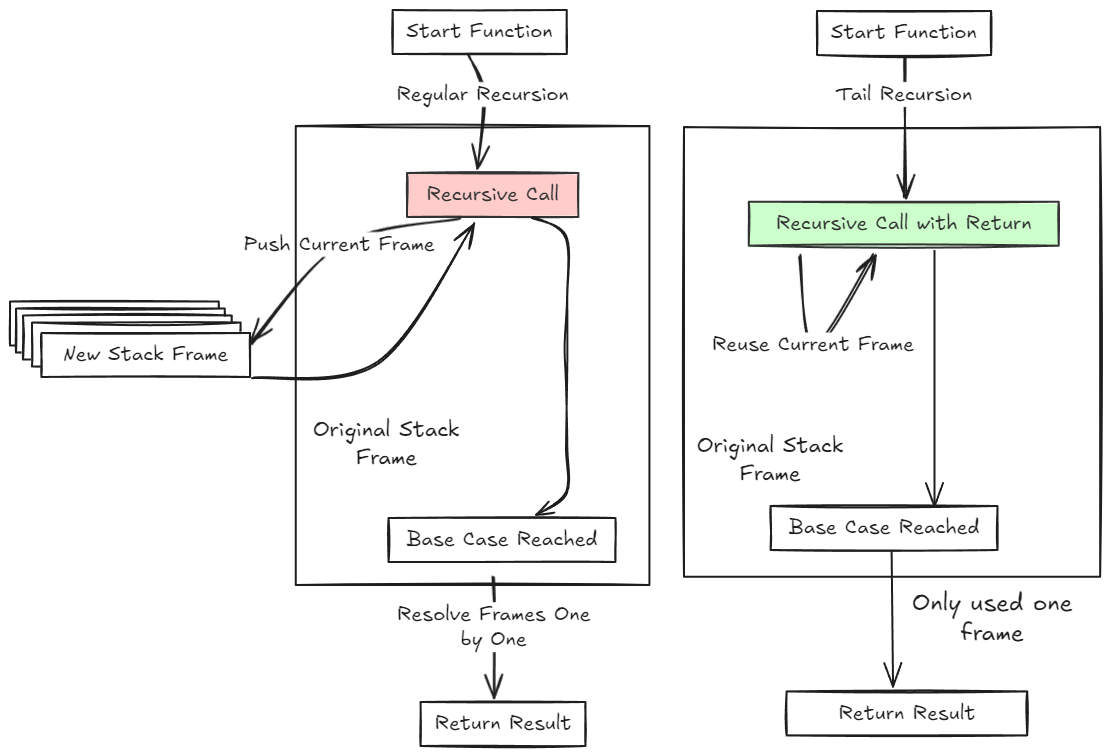 Start Function
Regular Recursion
Recursive Call
Push Current Frame
New Stack Frame
Original Stack
Frame
Base Case Reached
Resolve Frames One
by One
Return Result
Start Function
Tail Recursion
Recursive Call with Return
Reuse Current Frame
Original Stack
Frame
Base Case Reached
Only used one
frame
Return Result